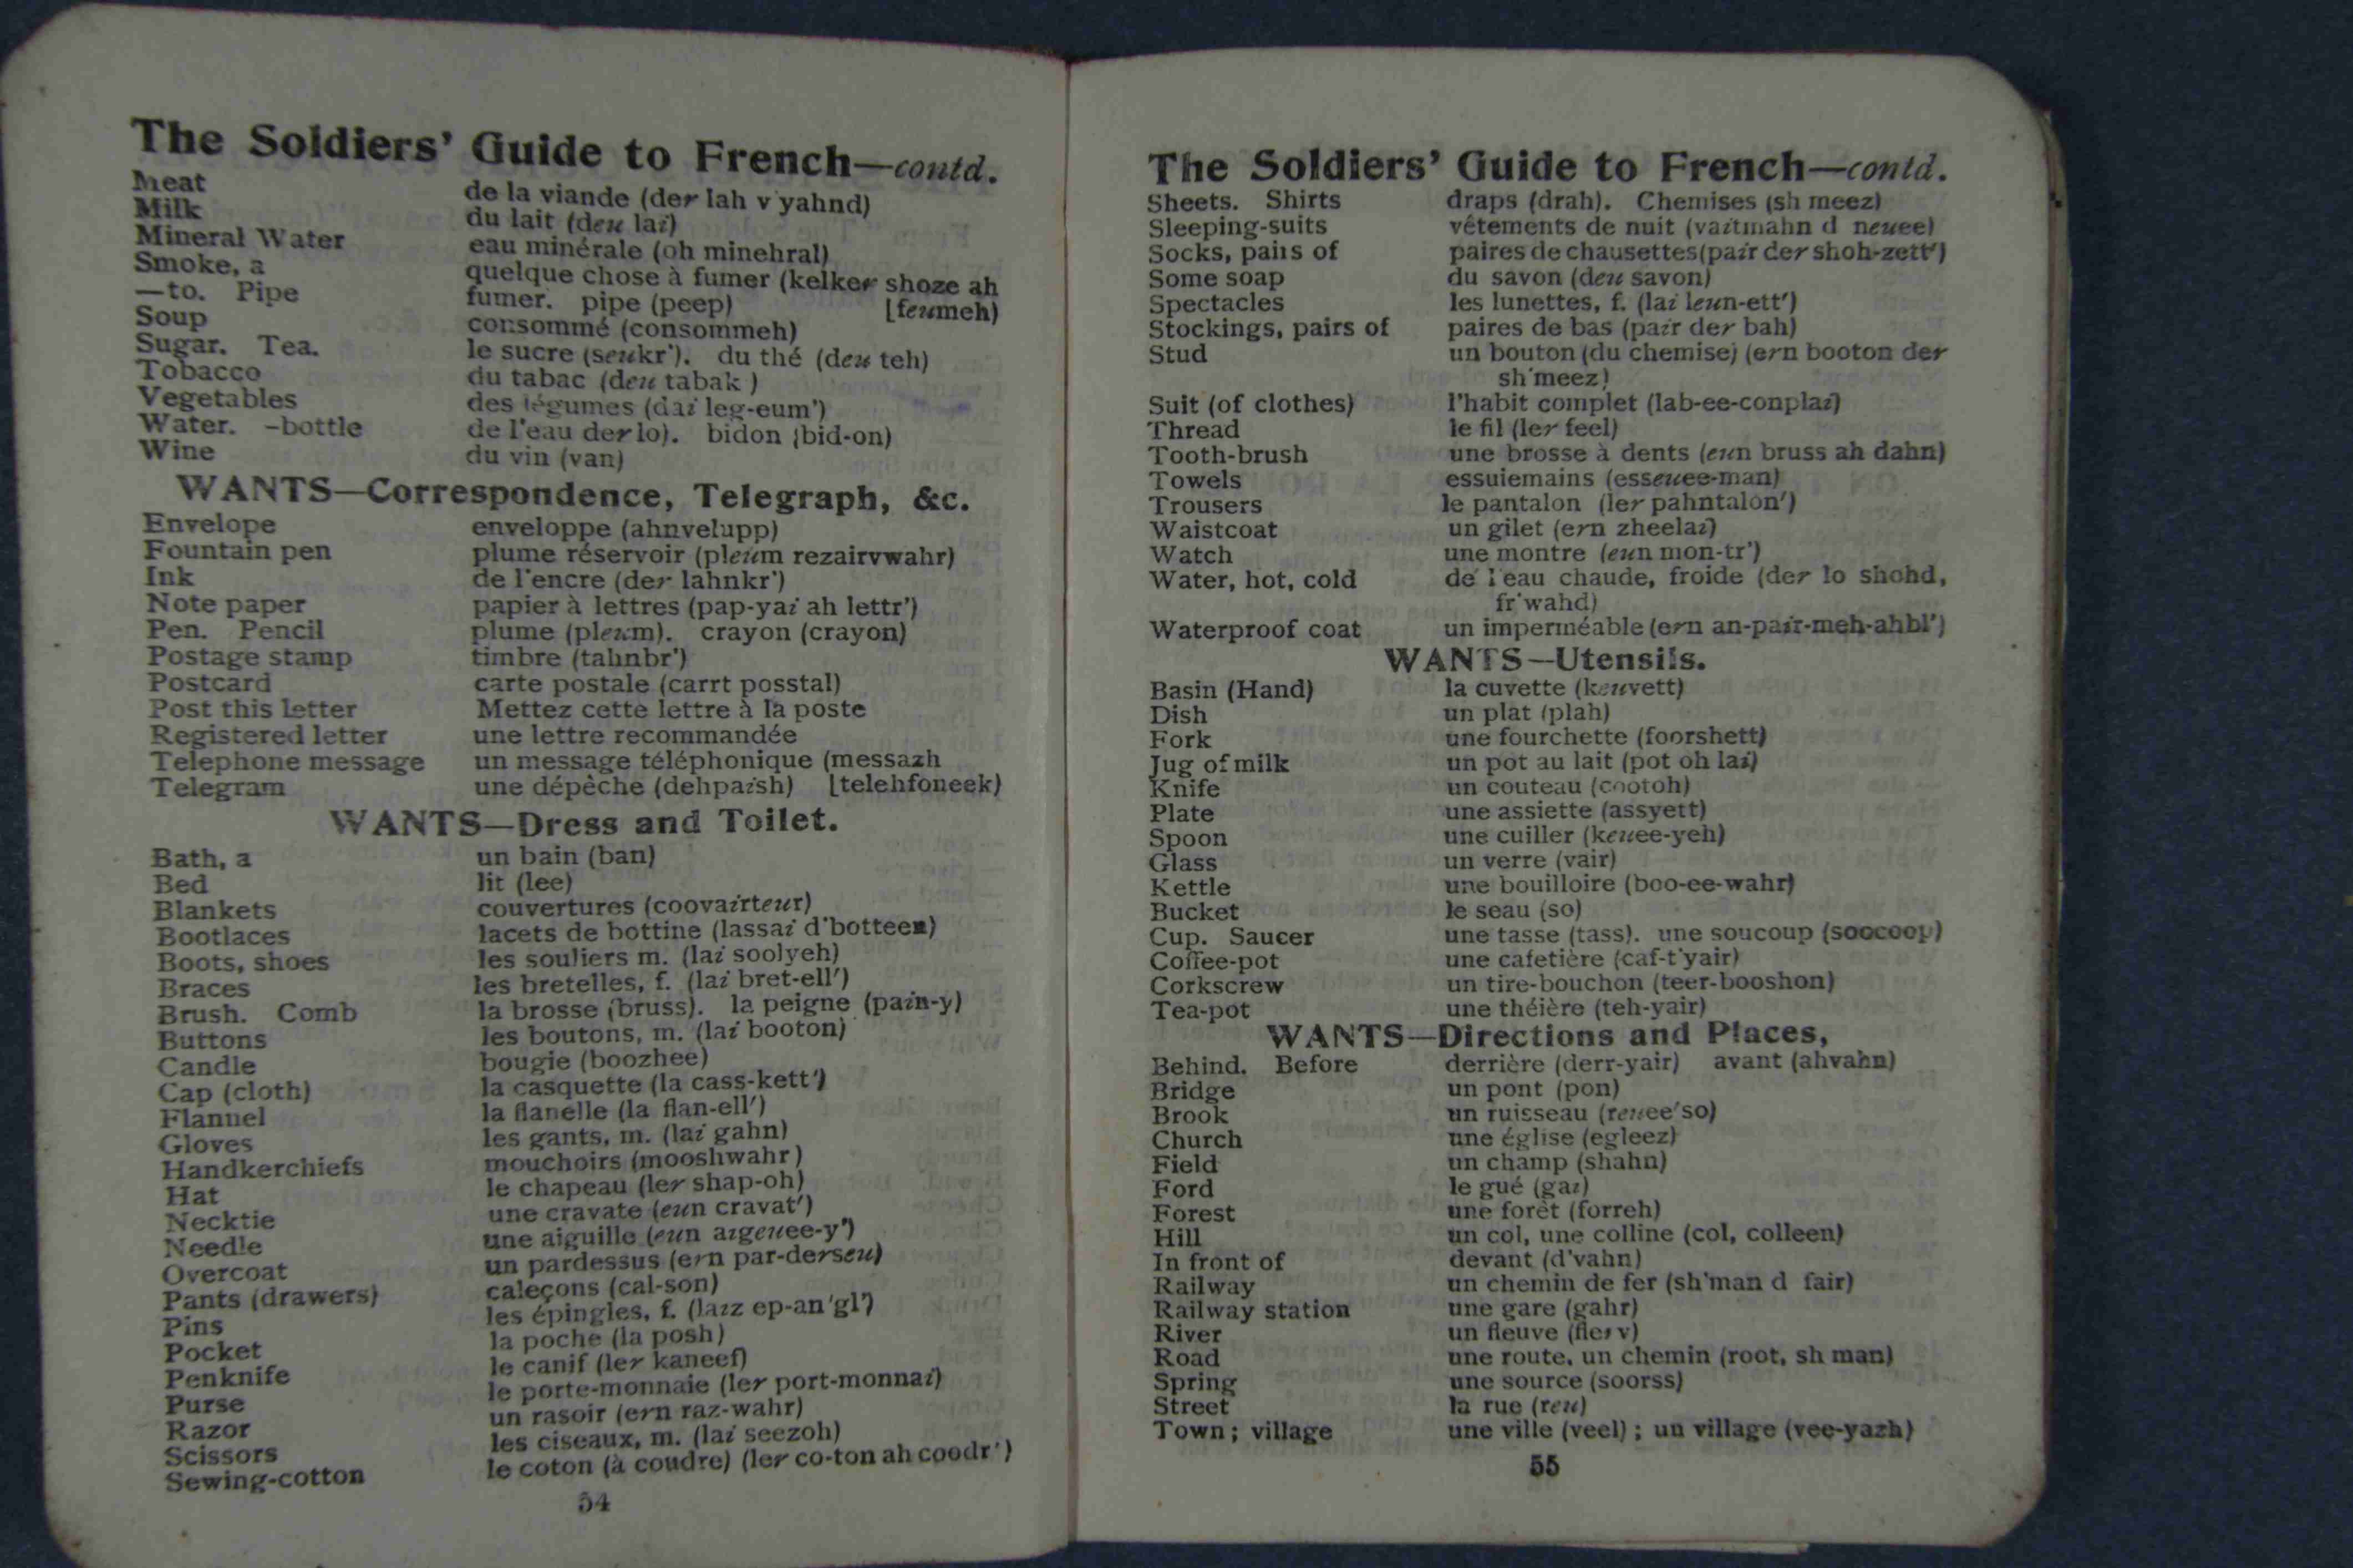 The Soldiers' Guide to French—contd.
Meat de la viande (der lah v'yahnd)
Milk du lait (deu lai)
Mineral Water eau minérale (oh minehral)
Smoke, a quelque chose à fumer (kelker shoze ah
—to. Pipe fumer. pipe (peep) [feumeh)
Soup consommé (consommeh)
Sugar. Tea. le sucre (seukr'). du thé (deu teh)
Tobacco du tabac (deu tabak )
Vegetables des légumes (dai leg-eum')
Water. -bottle de l'eau der lo). bidon (bid-on)
Wine du vin (van)
WANTS—Correspondence, Telegraph, &c.
Envelope enveloppe (ahnvelupp)
Fountain pen plume réservoir (pleum rezairvwahr)
Ink de l'encre (der lahnkr')
Note paper papier à lettres (pap-yai ah lettr')
Pen. Pencil plume (pleum). crayon (crayon)
Postage stamp timbre (tahnbr')
Postcard carte postale (carrt posstal)
Post this letter Mettez cette lettre à la poste
Registered letter une lettre recommandée
Telephone message un message téléphonique (messazh
Telegram une dépèche (dehpaish) [telehfoneek)
WANTS—Dress and Toilet.
Bath, a un bain (ban)
Bed lit (lee)
Blankets couvertures (coovairteur)
Bootlaces lacets de bottine (lassai d'botteen)
Boots, shoes les souliers m. (lai soolyeh)
Braces les bretelles, f. (lai bret-ell')
Brush. Comb la brosse (bruss). la peigne (pain-y)
Buttons les boutons, m. (lai booton)
Candle bougie (boozhee)
Cap (cloth) la casquette (la cass-kett')
Flannel la flanelle (la flan-ell')
Gloves les gants, m. (lai gahn)
Handkerchiefs mouchoirs (mooshwahr)
Hat le chapeau (ler shap-oh)
Necktie une cravate (eun cravat')
Needle une aiguille (eun aigeuee-y')
Overcoat un pardessus (ern par-derseu)
Pants (drawers) caleçons (cal-son)
Pins les épingles, f. (laiz ep-an'gl')
Pocket la poche (la posh)
Penknife le canif (ler kaneef)
Purse le porte-monnaie (ler port-monnai)
Razor un rasoir (ern raz-wahr)
Scissors les ciseaux, m. (lai seezoh)
Sewing-cotton le coton (à coudre) (ler co-ton ah coodr')
54
The Soldiers' Guide to French—contd.
Sheets. Shirts draps (drah). Chemises (sh'meez)
Sleeping-suits vêtements de nuit (vaitmahn d neuee)
Socks, pairs of paires de chausettes (pair der shoh-zett')
Some soap du savon (deu savon)
Spectacles les lunettes, f. (lai leun-ett')
Stockings, pairs of paires de bas (pair der bah)
Stud un bouton (du chemise) (ern booton der
sh'meez)
Suit (of clothes) l'habit complet (lab-ee-conplai)
Thread le fil (ler feel)
Tooth-brush une brosse à dents (eun bruss ah dahn)
Towels essuiemains (esseuee-man)
Trousers le pantalon (ler pahntalon')
Waistcoat un gilet (ern zheelai)
Watch une montre (eun mon-tr')
Water, hot, cold de l'eau chaude, froide (der lo shohd,
fr'wahd)
Waterproof coat un imperméable (ern an-pair-meh-ahbl')
WANTS—Utensils.
Basin (Hand) la cuvette (keuvett)
Dish un plat (plah)
Fork une fourchette (foorshett)
Jug of milk un pot au lait (pot oh lai)
Knife un couteau (cootoh)
Plate une assiette (assyett)
Spoon une cuiller (keuee-yeh)
Glass un verre (vair)
Kettle une bouilloire (boo-ee-wahr)
Bucket le seau (so)
Cup. Saucer une tasse (tass). une soucoup (soocoop)
Coffee-pot une cafetière (caf-t'yair)
Corkscrew un tire-bouchon (teer-booshon)
Tea-pot une théière (teh-yair)
WANTS—Directions and Places,
Behind. Before derrière (derr-yair) avant (ahvahn)
Bridge un pont (pon)
Brook un ruisseau (reuee'so)
Church une église (egleez)
Field un champ (shahn)
Ford le gué (gai)
Forest une forêt (forreh)
Hill un col, une colline (col, colleen)
In front of devant (d'vahn)
Railway un chemin de fer (sh'man d fair)
Railway station une gare (gahr)
River un fleuve (flerv)
Road une route, un chemin (root, sh man)
Spring une source (soorss)
Street la rue (reu)
Town; village une ville (veel); un village (vee-yazh)
55